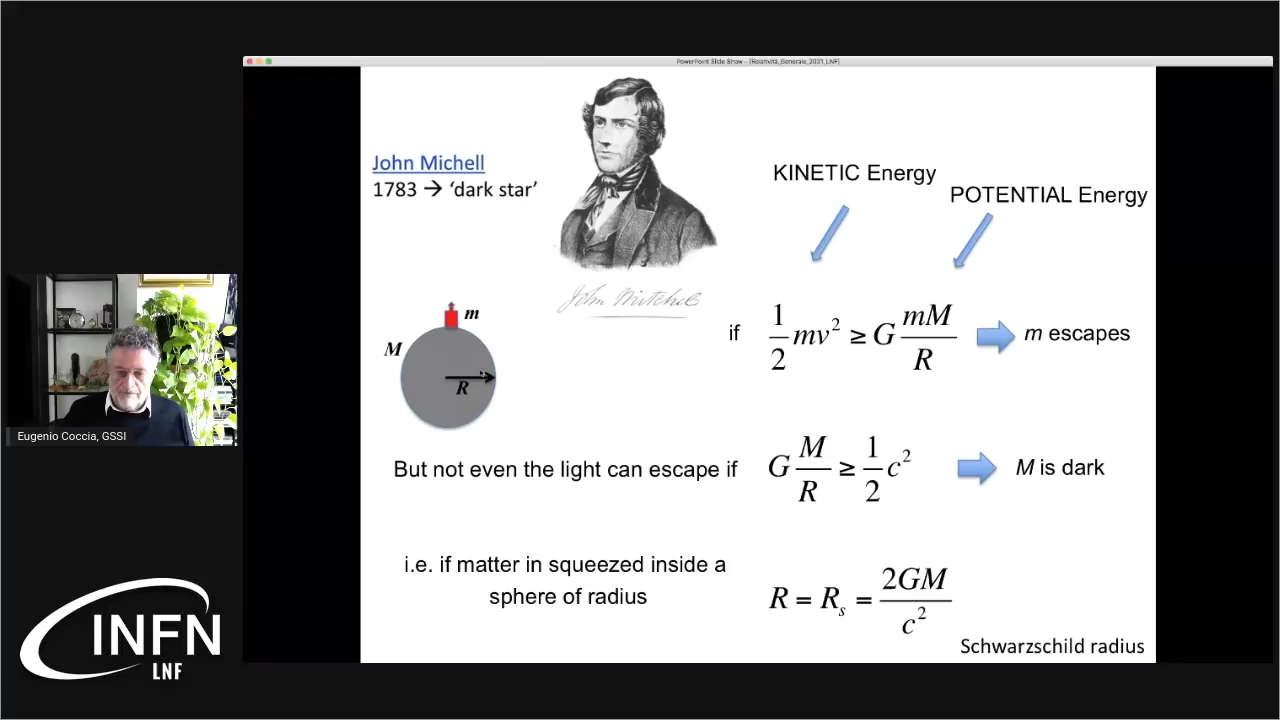 PowerPoint Slide Show - [Relatività_Generale_2021_LNF]
John Michell
1783 → ‘dark star’
KINETIC Energy
POTENTIAL Energy
John Mitchel
m
M
R
if
1/2 mv² ≥ G mM/R
m escapes
But not even the light can escape if
G M/R ≥ 1/2 c²
M is dark
i.e. if matter in squeezed inside a
sphere of radius
R = Rₛ = 2GM/c²
Schwarzschild radius
Eugenio Coccia, GSSI
INFN
LNF